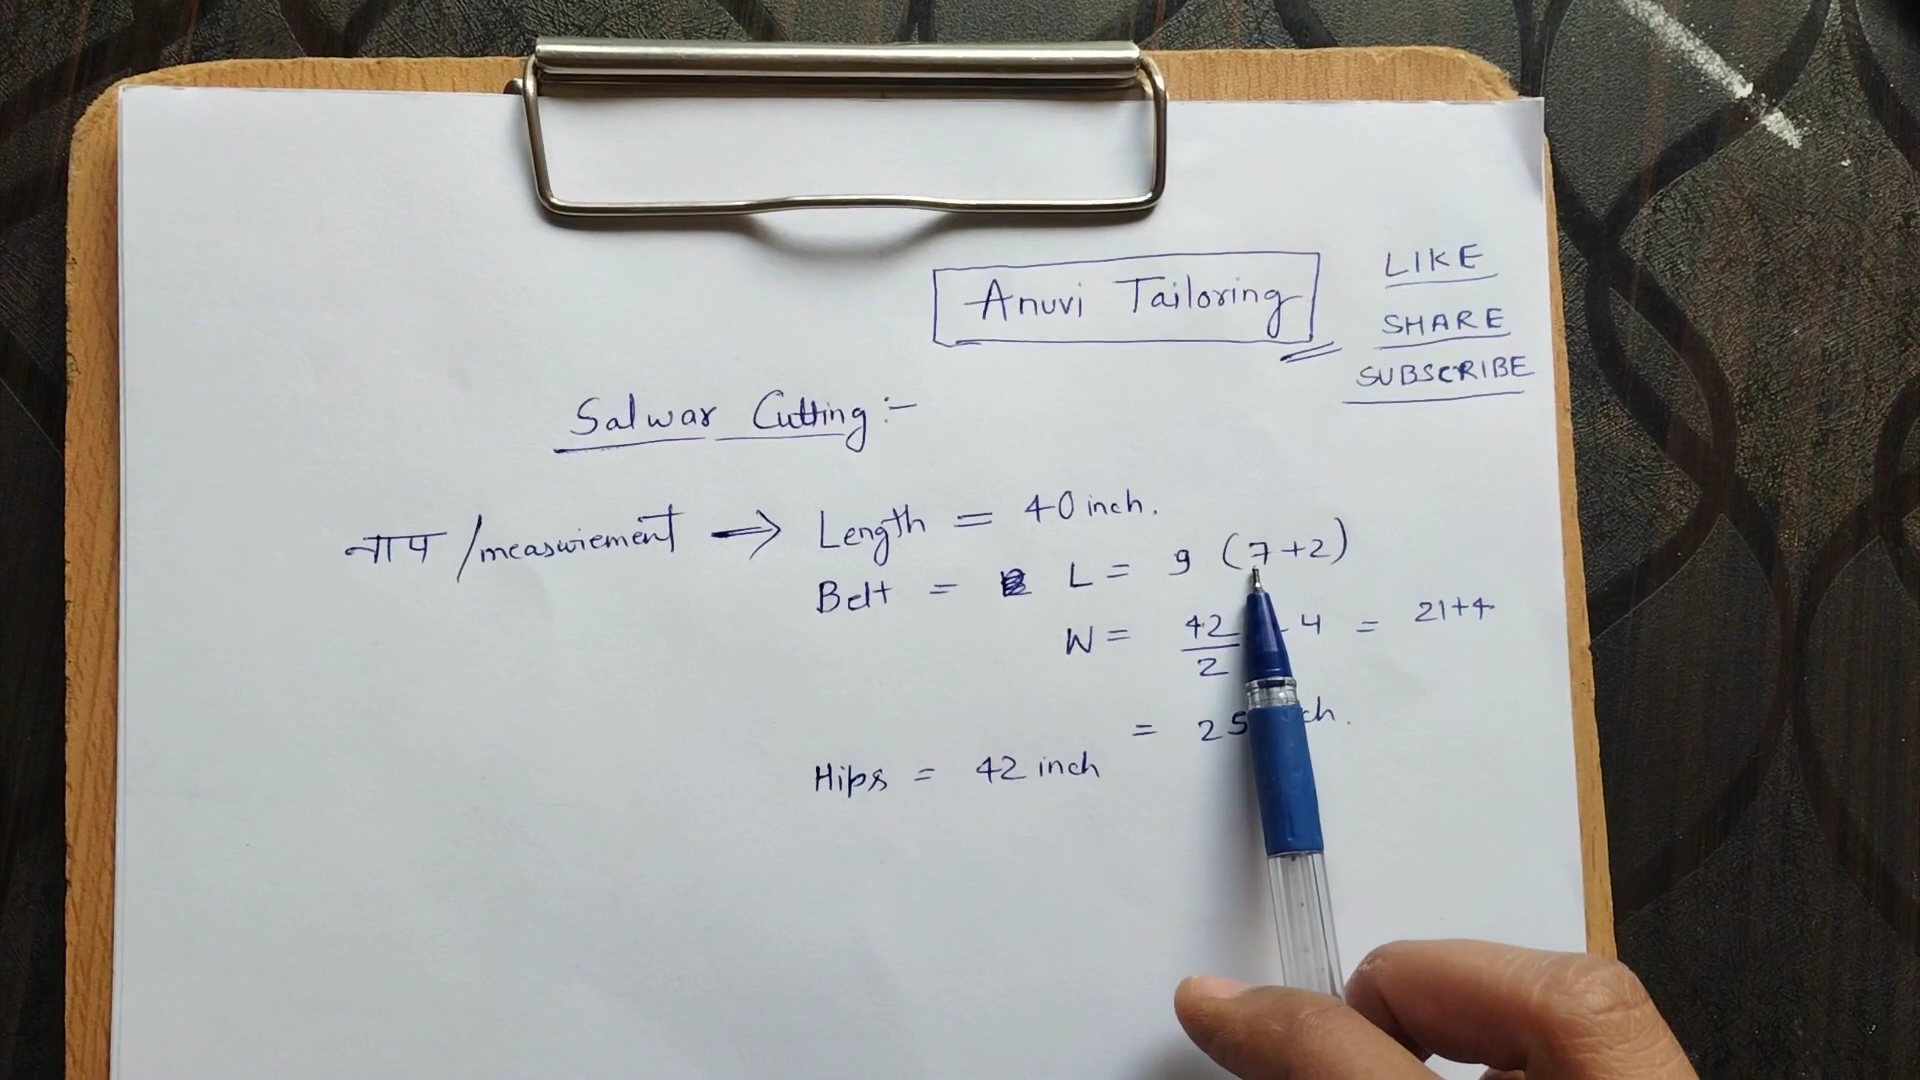 Anuvi Tailoring
LIKE
SHARE
SUBSCRIBE
Salwar Cutting :-
नाप / measuriement → Length = 40 inch.
Belt = L = 9 (7+2)
W = 42/2 4 = 21+4
= 25 ch.
Hips = 42 inch